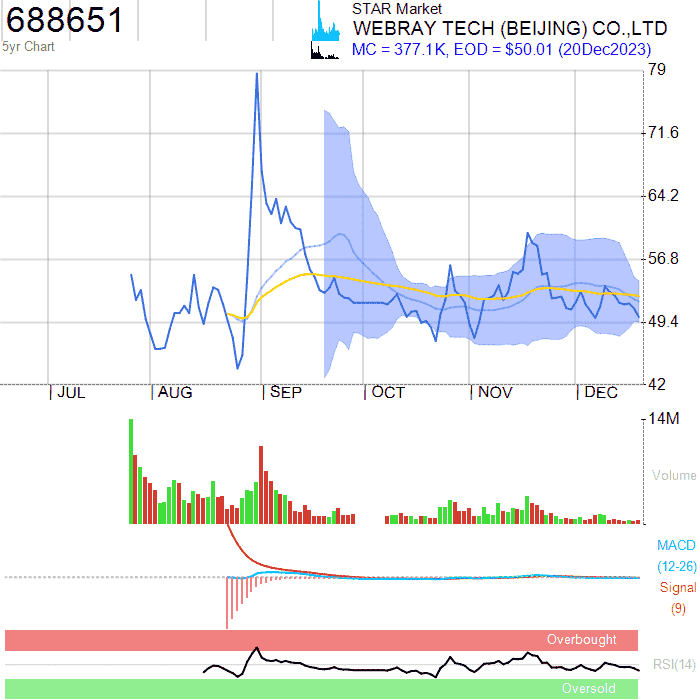 688651
5yr Chart
STAR Market
WEBRAY TECH (BEIJING) CO.,LTD
MC = 377.1K, EOD = $50.01 (20Dec2023)
79
71.6
64.2
56.8
49.4
42
JUL AUG SEP OCT NOV DEC
14M
Volume
MACD
(12-26)
Signal
(9)
Overbought
RSI(14)
Oversold